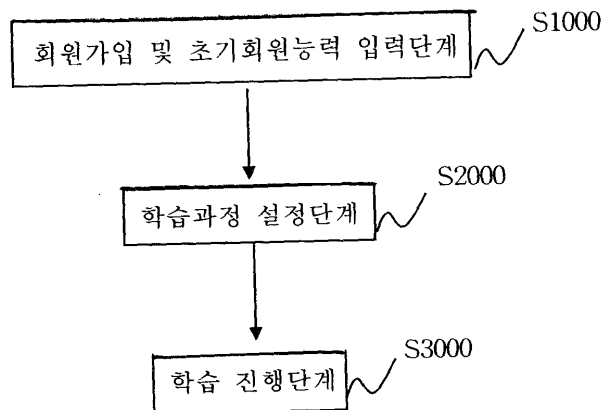 회원가입 및 초기회원능력 입력단계
S1000
학습과정 설정단계
S2000
학습 진행단계
S3000